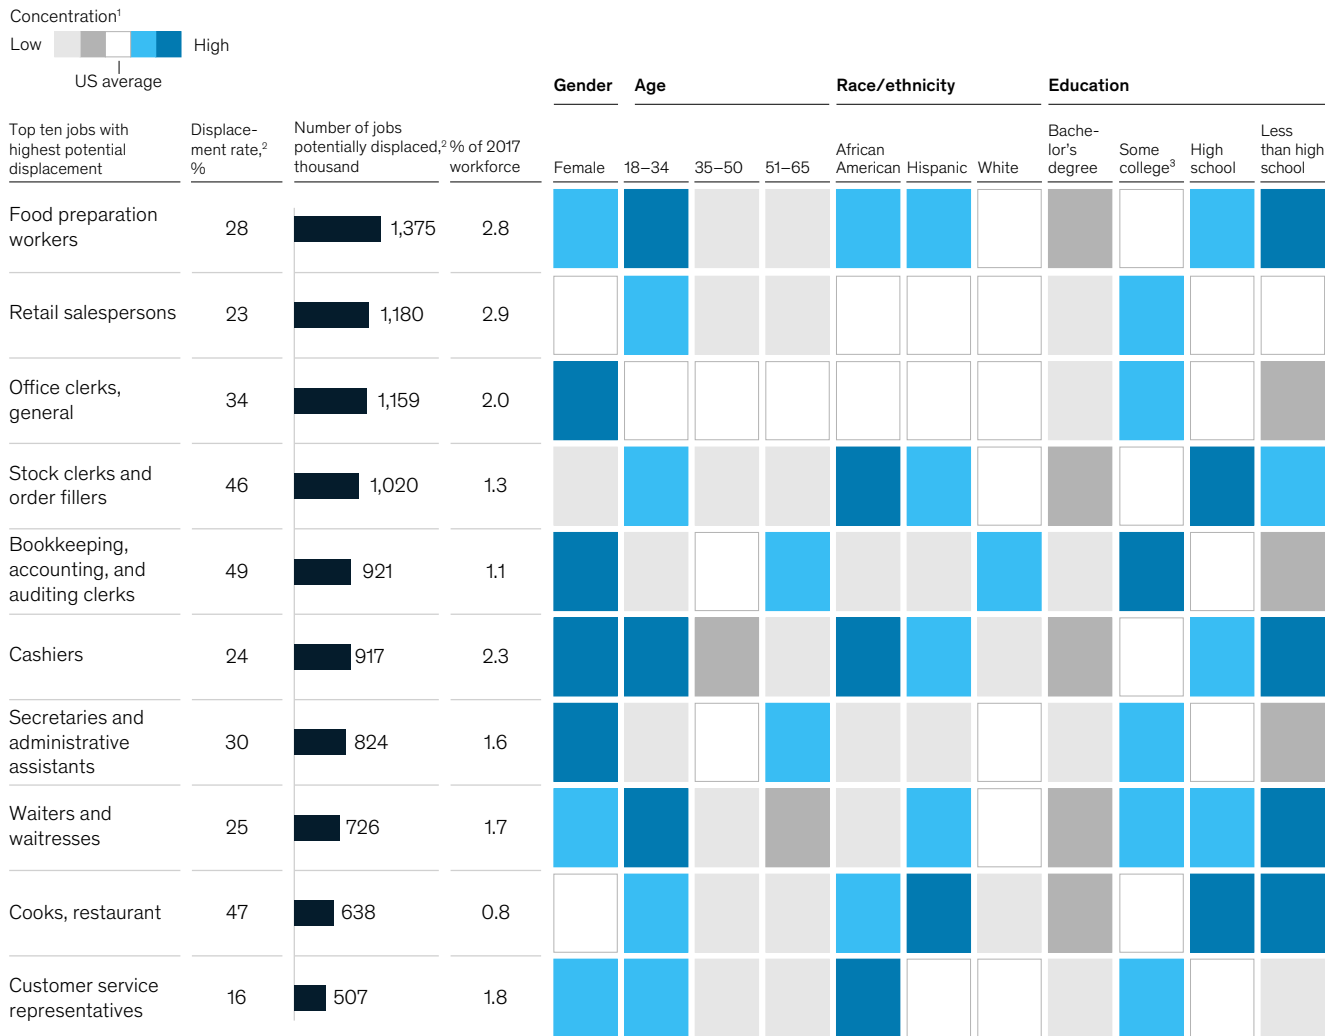 Concentration¹
Low High
US average
Gender Age Race/ethnicity Education
Top ten jobs with
highest potential
displacement
Displace-
ment rate,²
%
Number of jobs
potentially displaced,²
thousand
% of 2017
workforce
Female
18–34
35–50
51–65
African
American
Hispanic
White
Bache-
lor's
degree
Some
college³
High
school
Less
than high
school
Food preparation
workers
28 1,375 2.8
Retail salespersons 23 1,180 2.9
Office clerks,
general
34 1,159 2.0
Stock clerks and
order fillers
46 1,020 1.3
Bookkeeping,
accounting, and
auditing clerks
49 921 1.1
Cashiers 24 917 2.3
Secretaries and
administrative
assistants
30 824 1.6
Waiters and
waitresses
25 726 1.7
Cooks, restaurant 47 638 0.8
Customer service
representatives
16 507 1.8